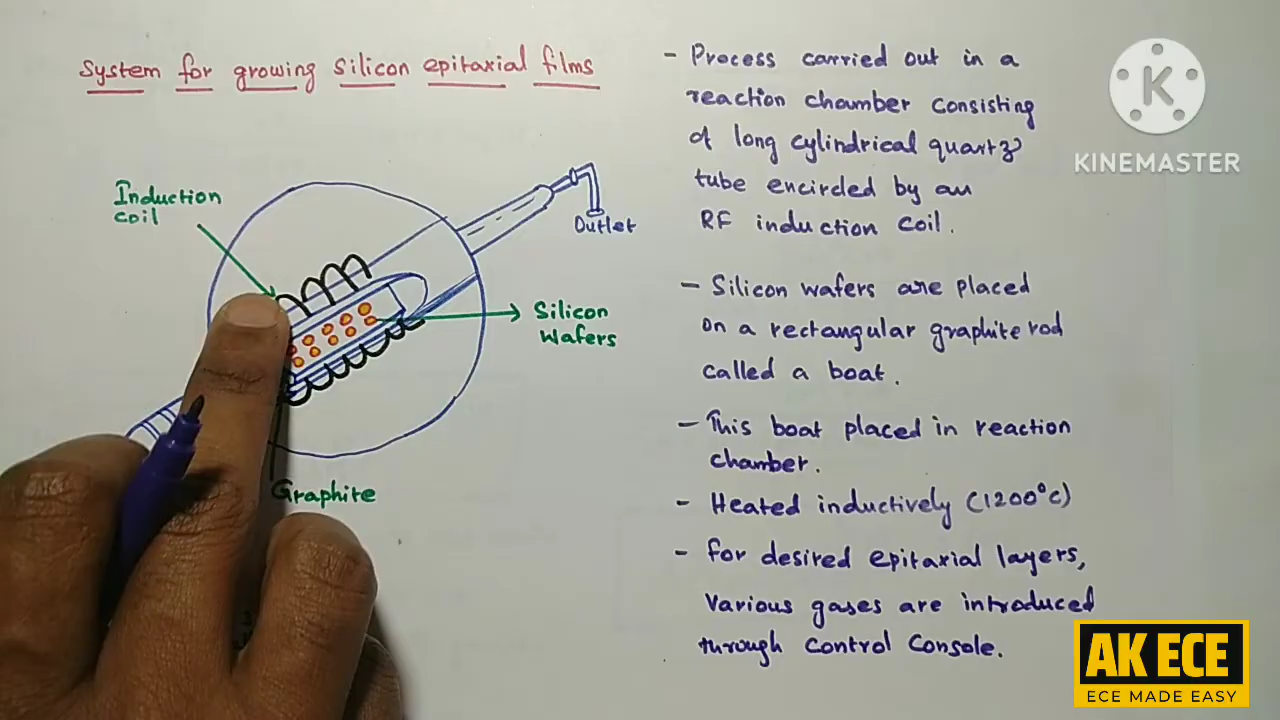 System for growing Silicon epitaxial films
Induction
coil
Outlet
Silicon
Wafers
Graphite
- Process carried out in a
reaction chamber consisting
of long cylindrical quartz
tube encircled by an
RF induction coil.
- Silicon wafers are placed
on a rectangular graphite rod
called a boat.
- This boat placed in reaction
chamber.
- Heated inductively (1200°c)
- for desired epitaxial layers,
various gases are introduced
through control console.
K
KINEMASTER
AK ECE
ECE MADE EASY